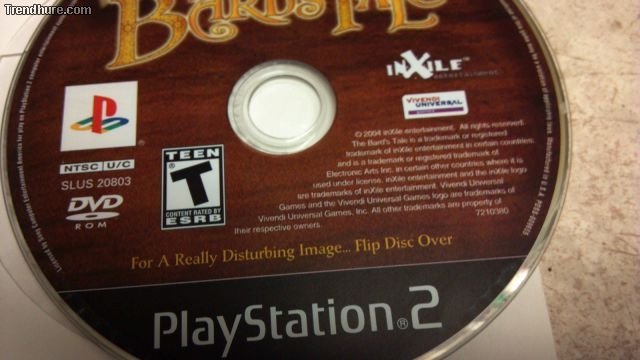 Trendhure.com
BARD'S TALE
INXILE
entertainment
VIVENDI
UNIVERSAL
games
NTSC U/C
SLUS 20803
DVD
ROM
TEEN
T
CONTENT RATED BY
ESRB
© 2004 inXile entertainment. All rights reserved.
The Bard's Tale is a trademark or registered
trademark of inXile entertainment in certain countries,
and is a trademark or registered trademark of
Electronic Arts Inc. in certain other countries where it is
used under license. inXile entertainment and the inXile logo
are trademarks of inXile entertainment. Vivendi Universal
Games and the Vivendi Universal Games logo are trademarks of
Vivendi Universal Games, Inc. All other trademarks are property of
their respective owners.
7210380
For A Really Disturbing Image... Flip Disc Over
PlayStation®2